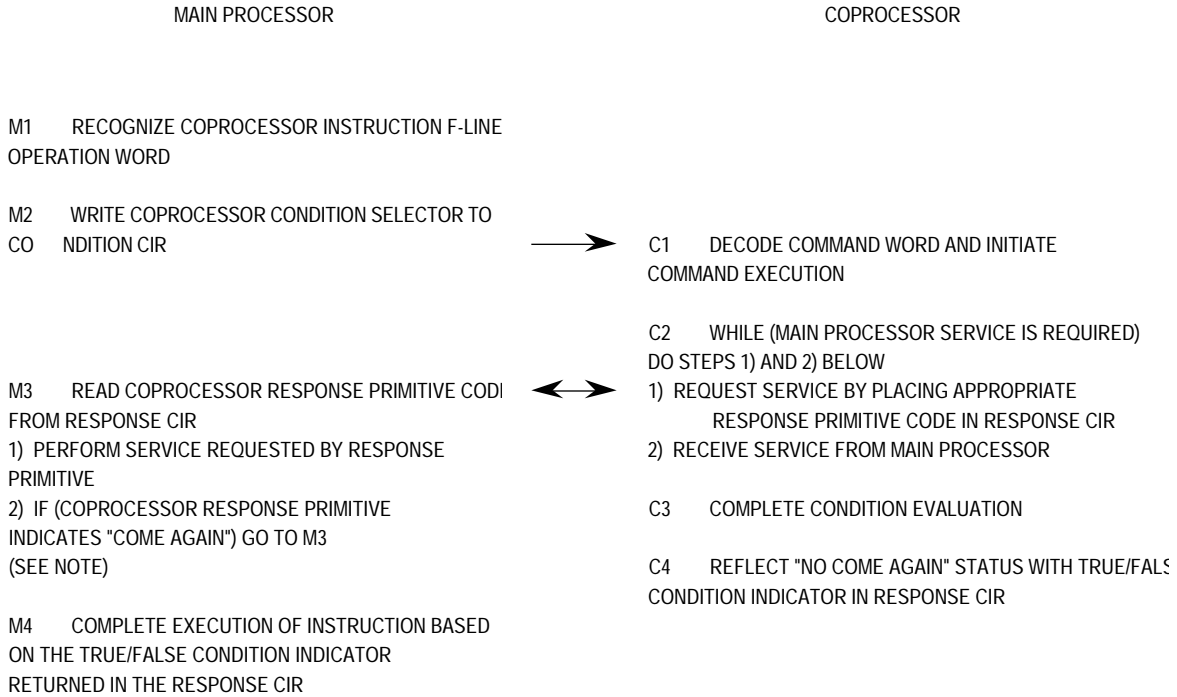 MAIN PROCESSOR
COPROCESSOR
M1 RECOGNIZE COPROCESSOR INSTRUCTION F-LINE
OPERATION WORD
M2 WRITE COPROCESSOR CONDITION SELECTOR TO
CO NDITION CIR
C1 DECODE COMMAND WORD AND INITIATE
COMMAND EXECUTION
C2 WHILE (MAIN PROCESSOR SERVICE IS REQUIRED)
DO STEPS 1) AND 2) BELOW
M3 READ COPROCESSOR RESPONSE PRIMITIVE
FROM RESPONSE CIR
1) PERFORM SERVICE REQUESTED BY RESPONSE
PRIMITIVE
2) IF (COPROCESSOR RESPONSE PRIMITIVE
INDICATES "COME AGAIN") GO TO M3
(SEE NOTE)
1) REQUEST SERVICE BY PLACING APPROPRIATE
RESPONSE PRIMITIVE CODE IN RESPONSE CIR
2) RECEIVE SERVICE FROM MAIN PROCESSOR
C3 COMPLETE CONDITION EVALUATION
C4 REFLECT "NO COME AGAIN" STATUS WITH
CONDITION INDICATOR IN RESPONSE CIR
M4 COMPLETE EXECUTION OF INSTRUCTION BASED
ON THE TRUE/FALSE CONDITION INDICATOR
RETURNED IN THE RESPONSE CIR